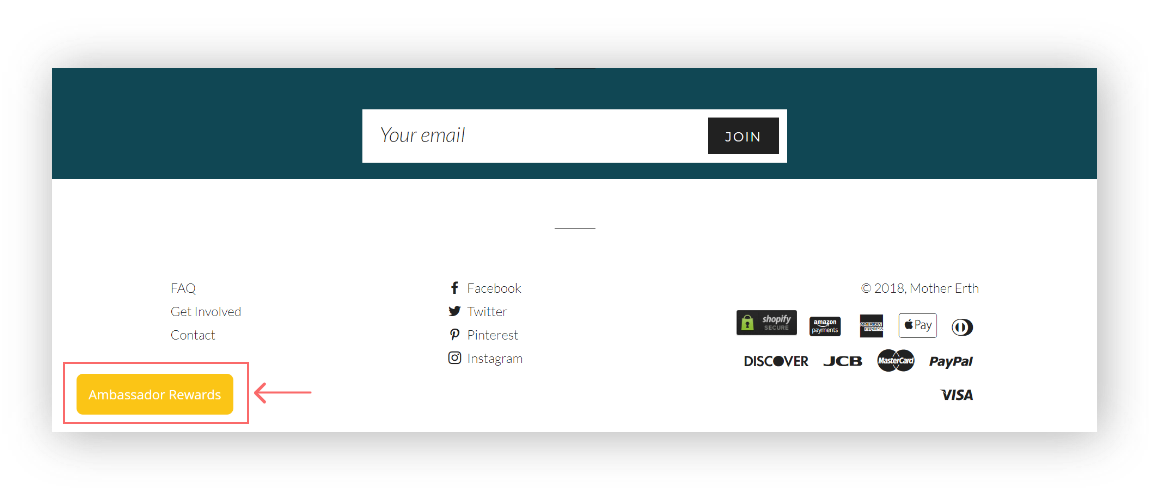 Your email
JOIN
FAQ
Get Involved
Contact
Facebook
Twitter
Pinterest
Instagram
© 2018, Mother Erth
shopify
SECURE
amazon
payments
AMERICAN
EXPRESS
Pay
DISCOVER
JCB
MasterCard
PayPal
VISA
Ambassador Rewards